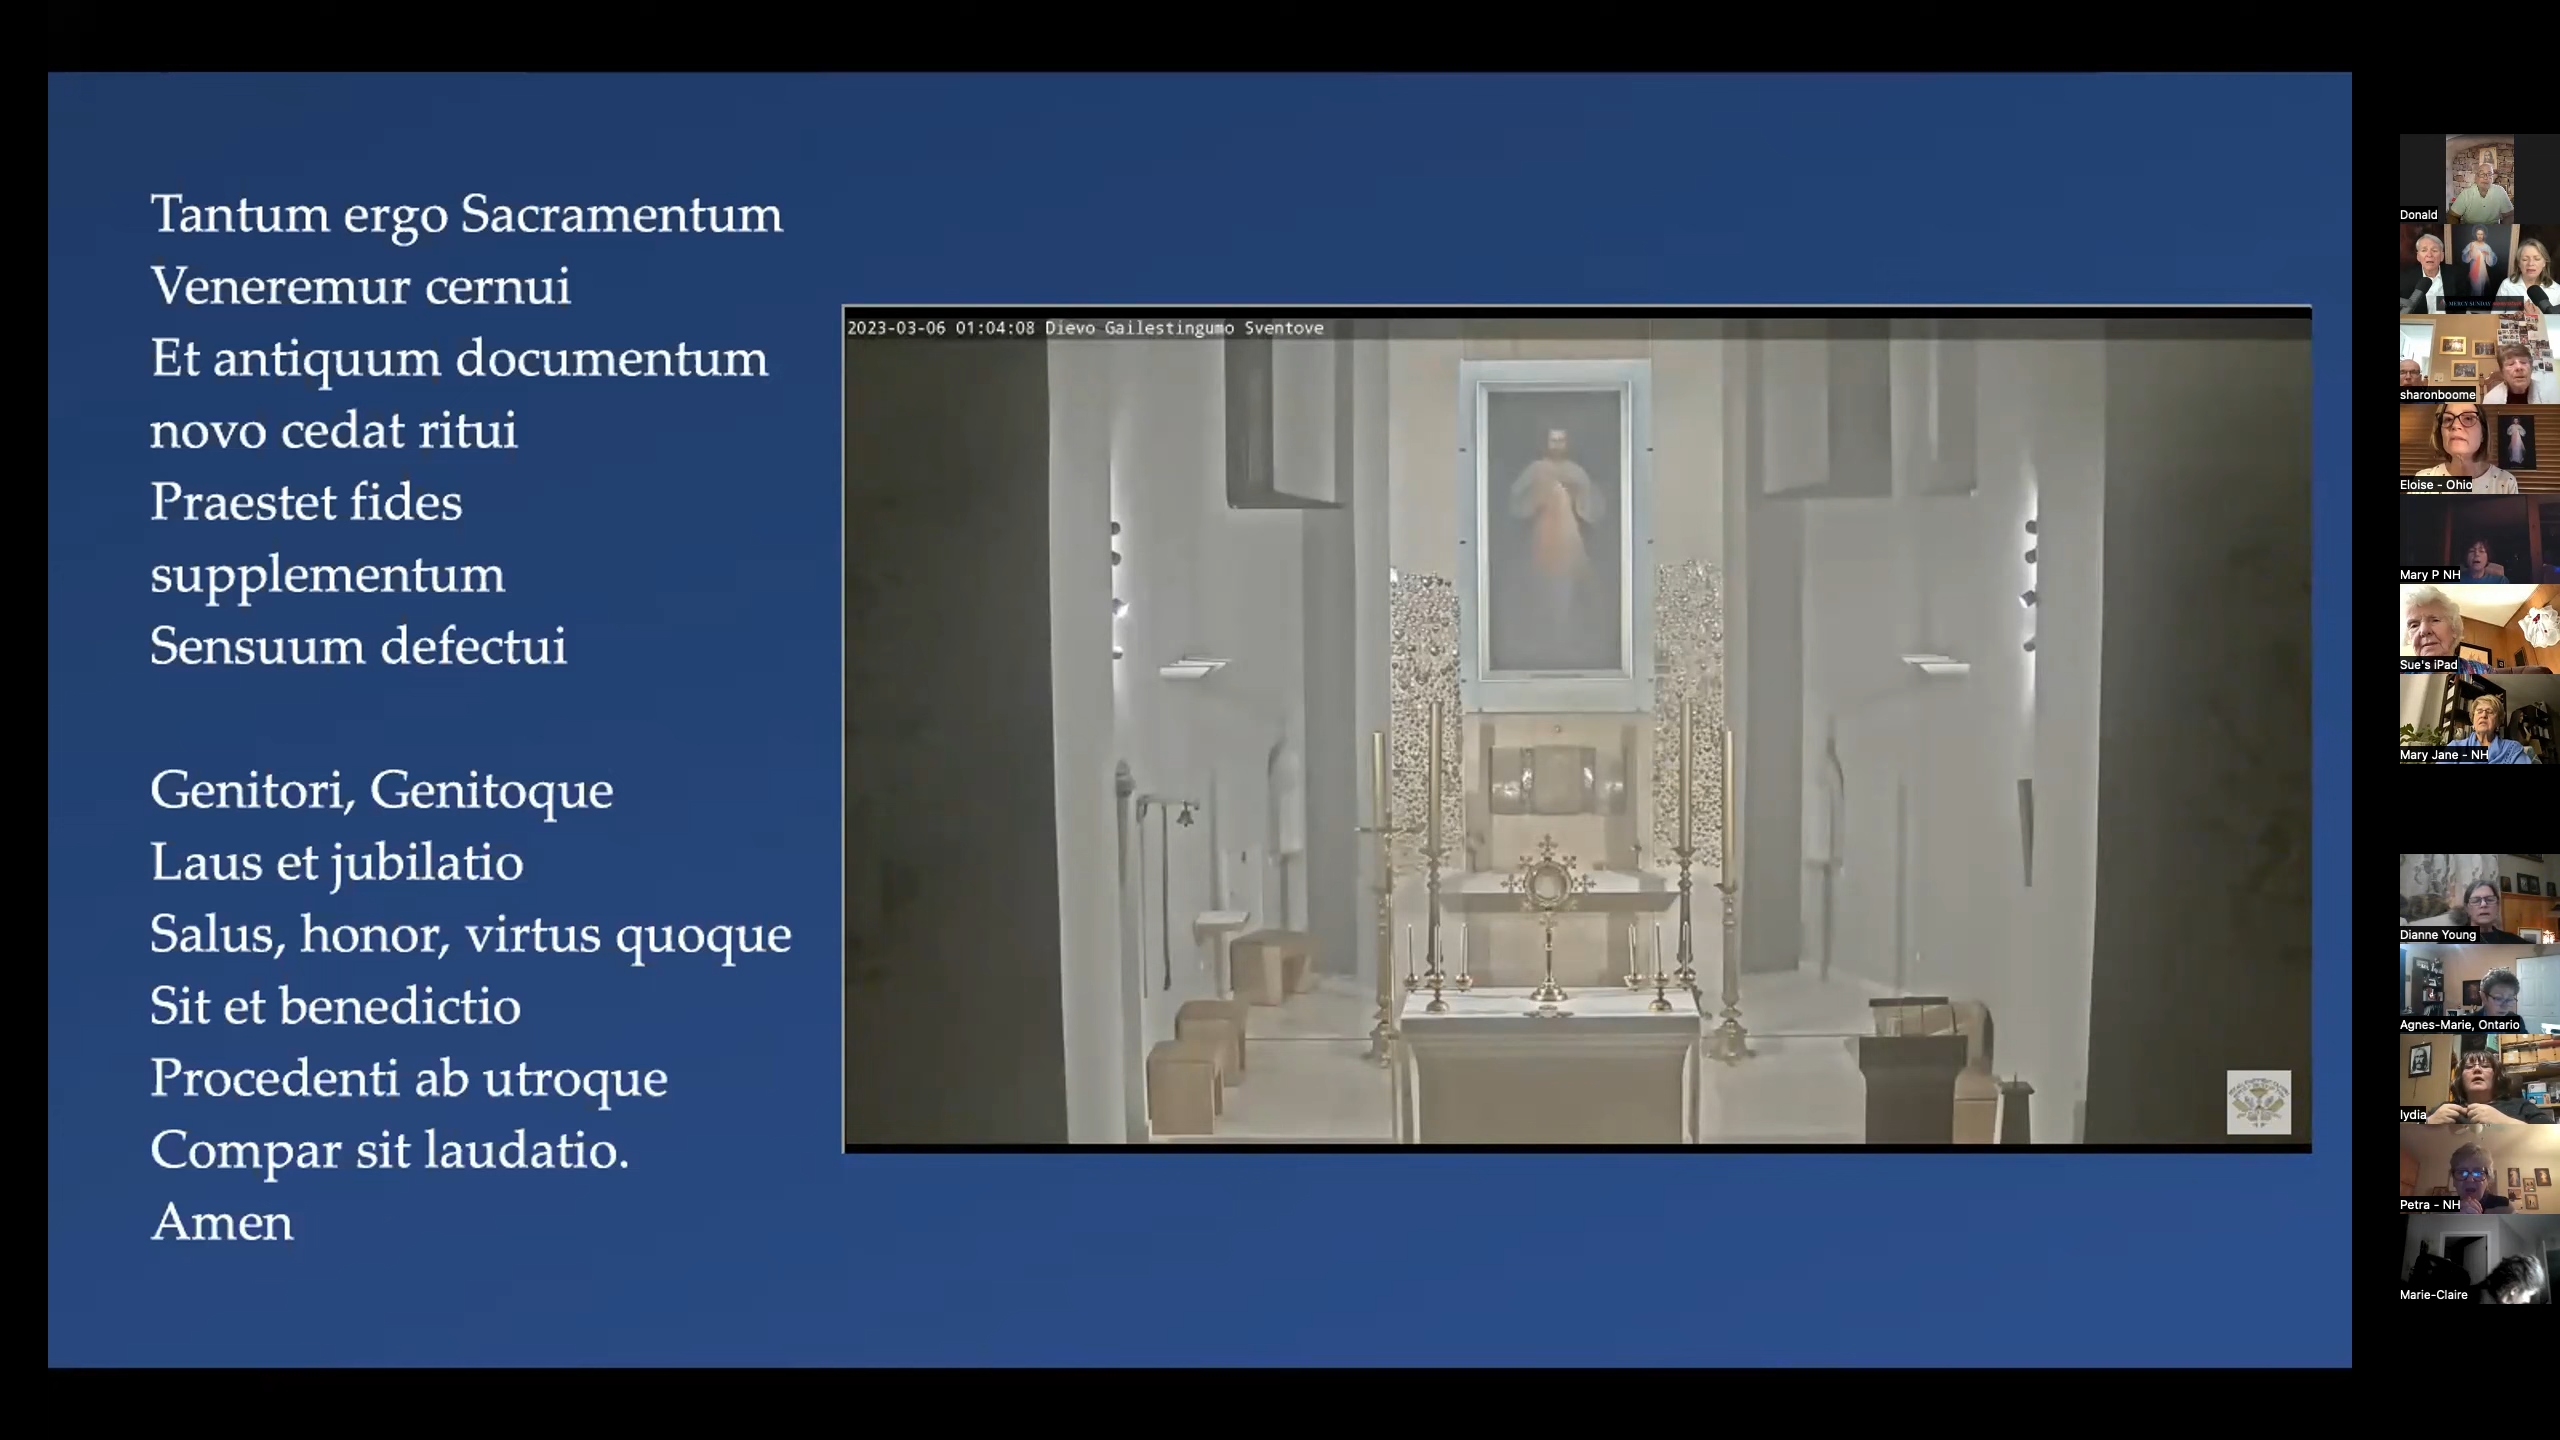 Tantum ergo Sacramentum
Veneremur cernui
Et antiquum documentum
novo cedat ritui
Praestet fides
supplementum
Sensuum defectui
Genitori, Genitoque
Laus et jubilatio
Salus, honor, virtus quoque
Sit et benedictio
Procedenti ab utroque
Compar sit laudatio.
Amen
2023-03-06 01:04:08 Dievo Gailestingumo Sventove
Donald
MERCY SUNDAY
sharonboome
Eloise - Ohio
Mary P NH
Sue's iPad
Mary Jane - NH
Dianne Young
Agnes-Marie, Ontario
lydia
Petra - NH
Marie-Claire